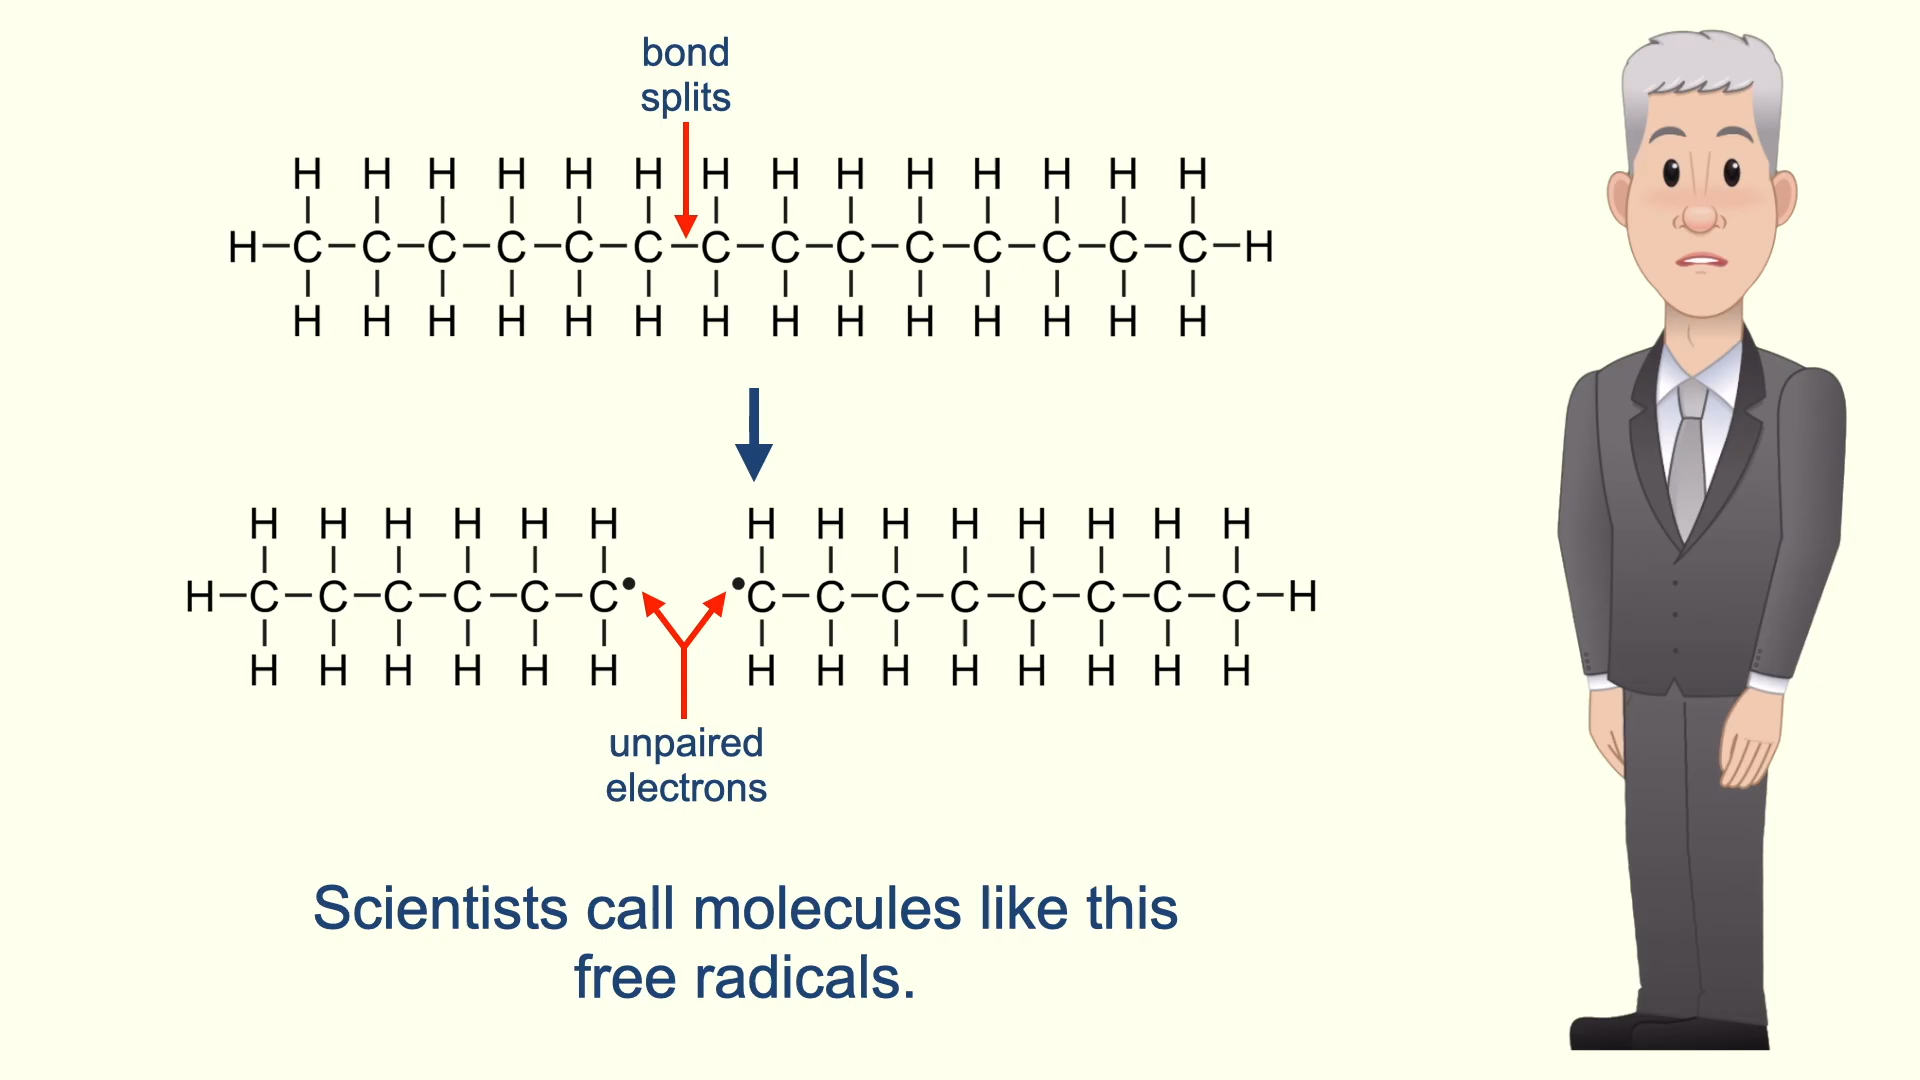 bond
splits
H H H H H H H H H H H H H H
H-C-C-C-C-C-C-C-C-C-C-C-C-C-C-H
H H H H H H H H H H H H H H
H H H H H H H H H H H H H H
H-C-C-C-C-C-C• •C-C-C-C-C-C-C-C-H
H H H H H H H H H H H H H H
unpaired
electrons
Scientists call molecules like this
free radicals.